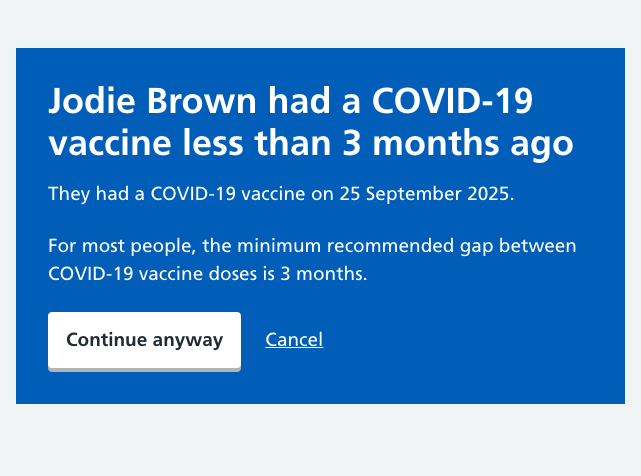 Jodie Brown had a COVID-19
vaccine less than 3 months ago
They had a COVID-19 vaccine on 25 September 2025.
For most people, the minimum recommended gap between
COVID-19 vaccine doses is 3 months.
Continue anyway
Cancel